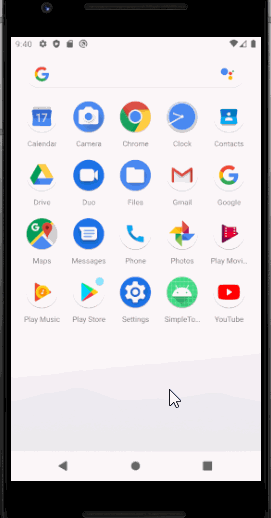 9:40
Calendar Camera Chrome Clock Contacts
17
Drive Duo Files Gmail Google
Maps Messages Phone Photos Play Movi...
Play Music Play Store Settings SimpleTo... YouTube